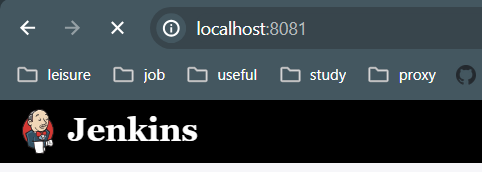 localhost:8081
leisure job useful study proxy
Jenkins